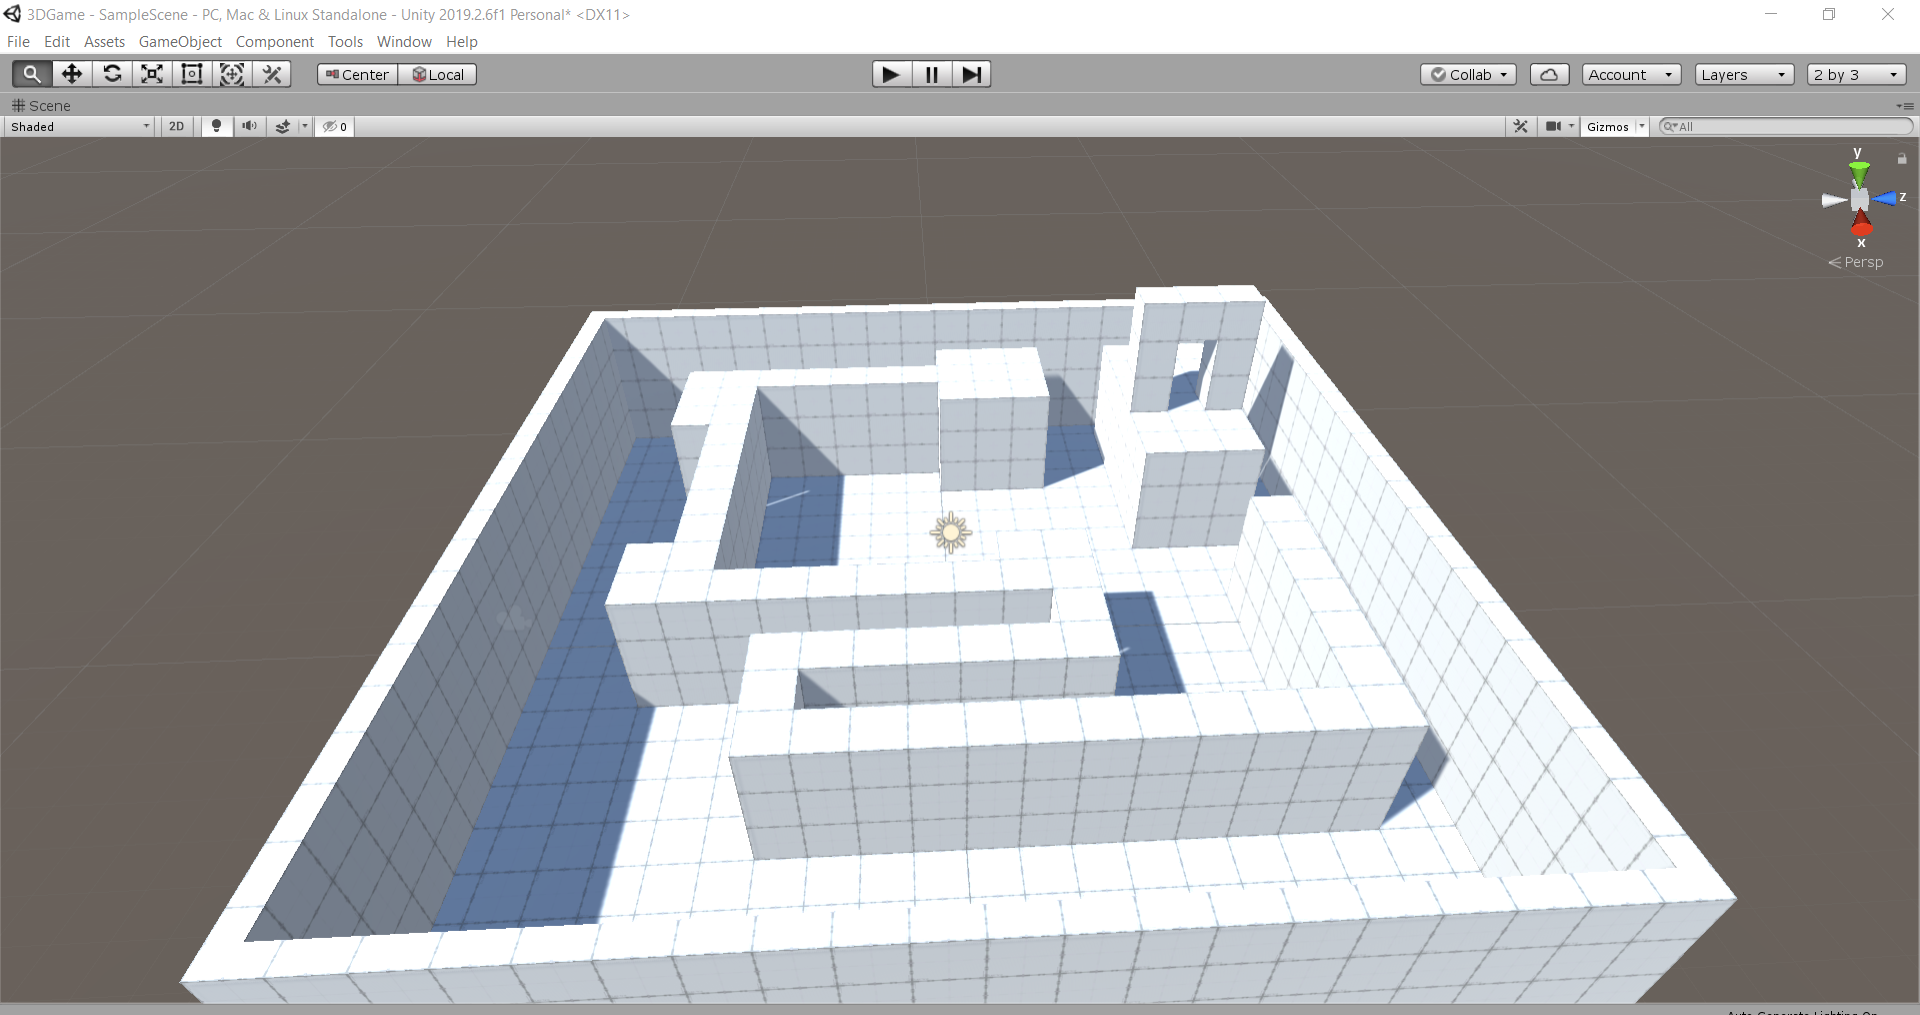 3DGame - SampleScene - PC, Mac & Linux Standalone - Unity 2019.2.6f1 Personal* <DX11>
File Edit Assets GameObject Component Tools Window Help
Center Local Collab Account Layers 2 by 3
Scene
Shaded 2D 0 Gizmos All
y
z
x
Persp
Auto Generate Lighting On